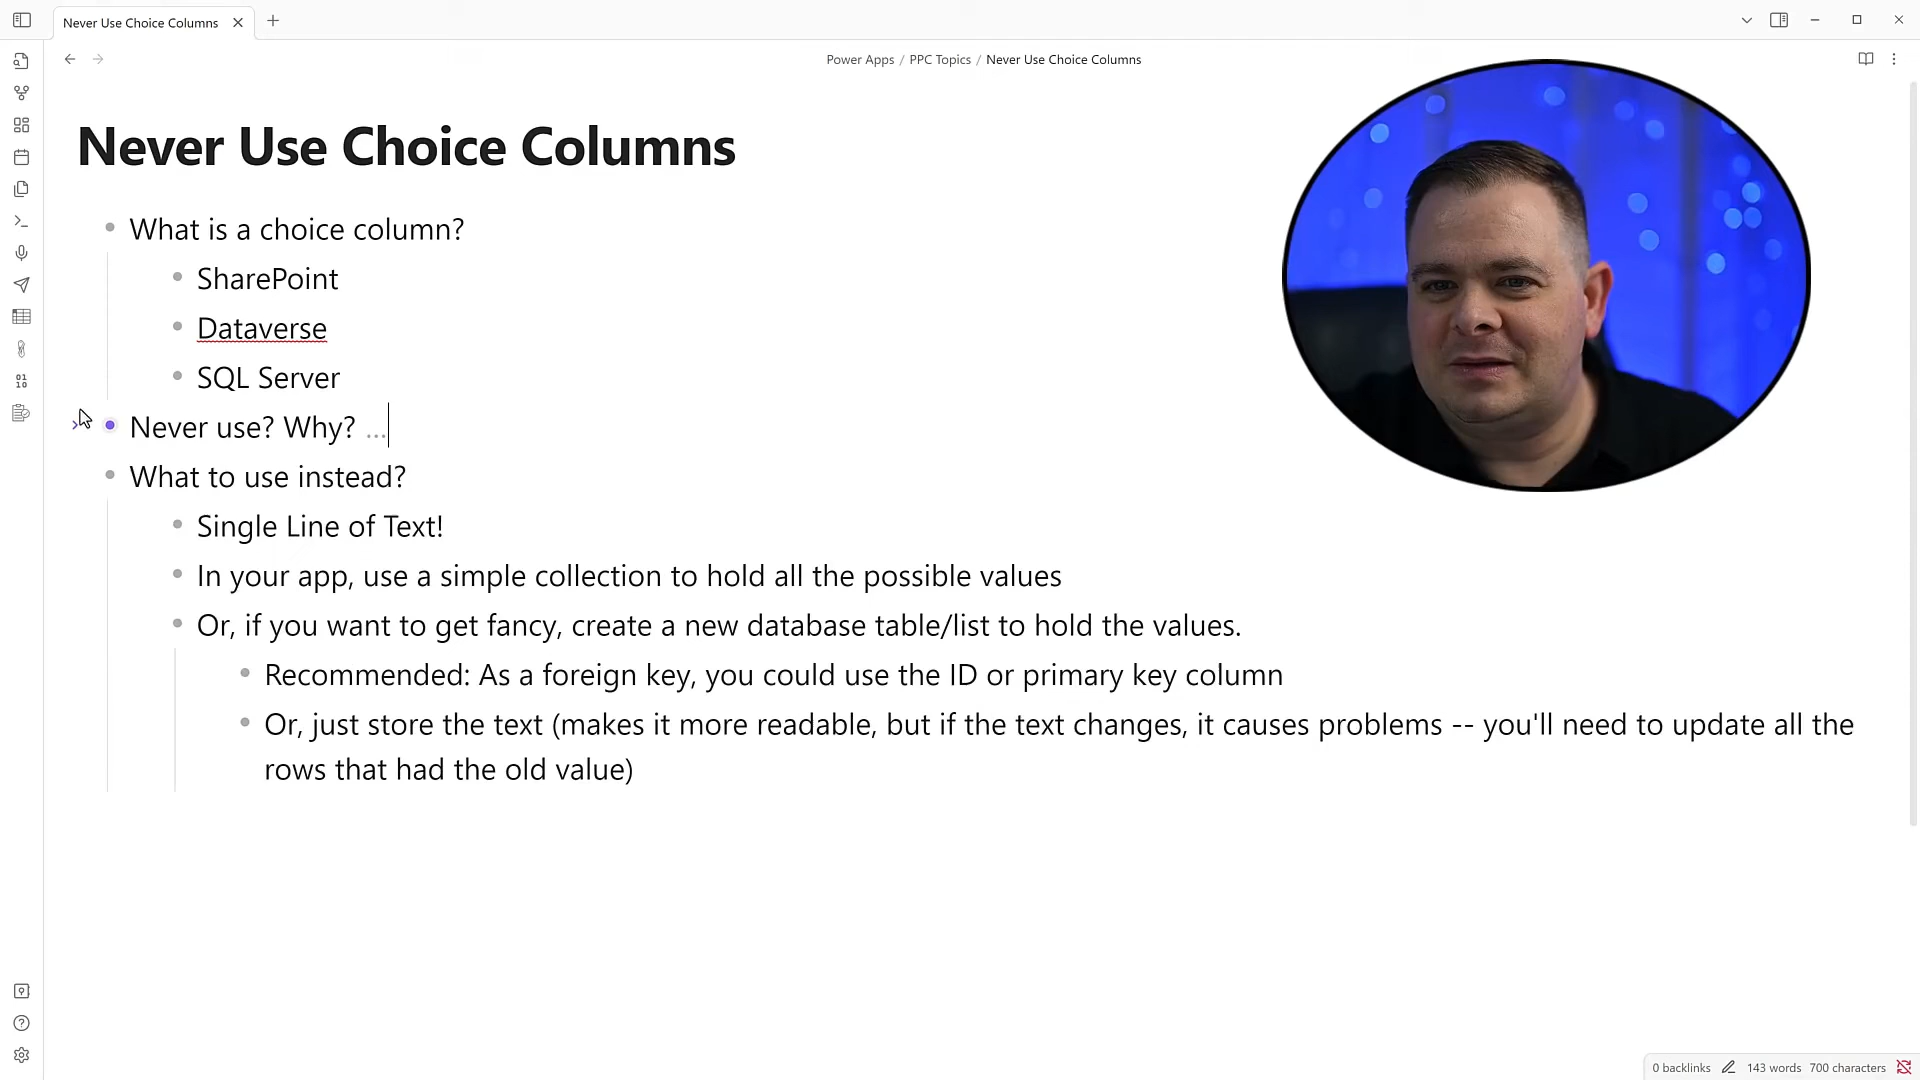 Never Use Choice Columns
Power Apps / PPC Topics / Never Use Choice Columns
Never Use Choice Columns
What is a choice column?
SharePoint
Dataverse
SQL Server
Never use? Why? ...
What to use instead?
Single Line of Text!
In your app, use a simple collection to hold all the possible values
Or, if you want to get fancy, create a new database table/list to hold the values.
Recommended: As a foreign key, you could use the ID or primary key column
Or, just store the text (makes it more readable, but if the text changes, it causes problems -- you'll need to update all the
rows that had the old value)
0 backlinks 143 words 700 characters